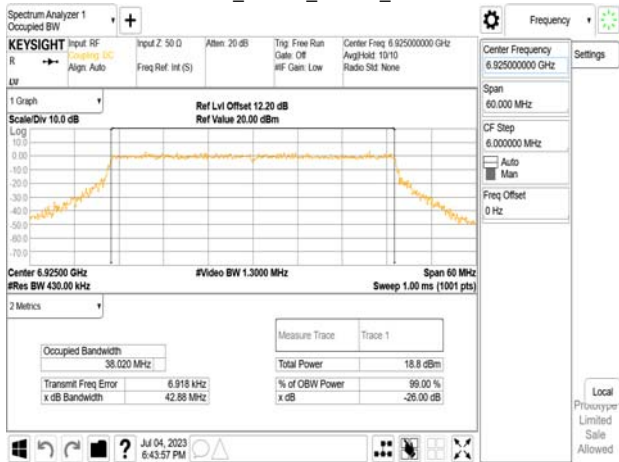 Spectrum Analyzer 1
Occupied BW
+
Frequency
KEYSIGHT
R
Input: RF
Coupling: DC
Align: Auto
Input Z: 50 Ω
Freq Ref: Int (S)
Atten: 20 dB
Trig: Free Run
Gate: Off
#IF Gain: Low
Center Freq: 6.925000000 GHz
Avg|Hold: 10/10
Radio Std: None
Center Frequency
6.925000000 GHz
Settings
Span
60.000 MHz
CF Step
6.000000 MHz
Auto
Man
Freq Offset
0 Hz
1 Graph
Scale/Div 10.0 dB
Ref Lvl Offset 12.20 dB
Ref Value 20.00 dBm
Log
10.0
0.00
-10.0
-20.0
-30.0
-40.0
-50.0
-60.0
-70.0
Center 6.92500 GHz
#Res BW 430.00 kHz
#Video BW 1.3000 MHz
Span 60 MHz
Sweep 1.00 ms (1001 pts)
2 Metrics
Measure Trace
Trace 1
Occupied Bandwidth
38.020 MHz
Total Power
18.8 dBm
Transmit Freq Error
6.918 kHz
% of OBW Power
99.00 %
x dB Bandwidth
42.88 MHz
x dB
-26.00 dB
Local
Prototype
Limited
Sale
Allowed
?
Jul 04, 2023
6:43:57 PM